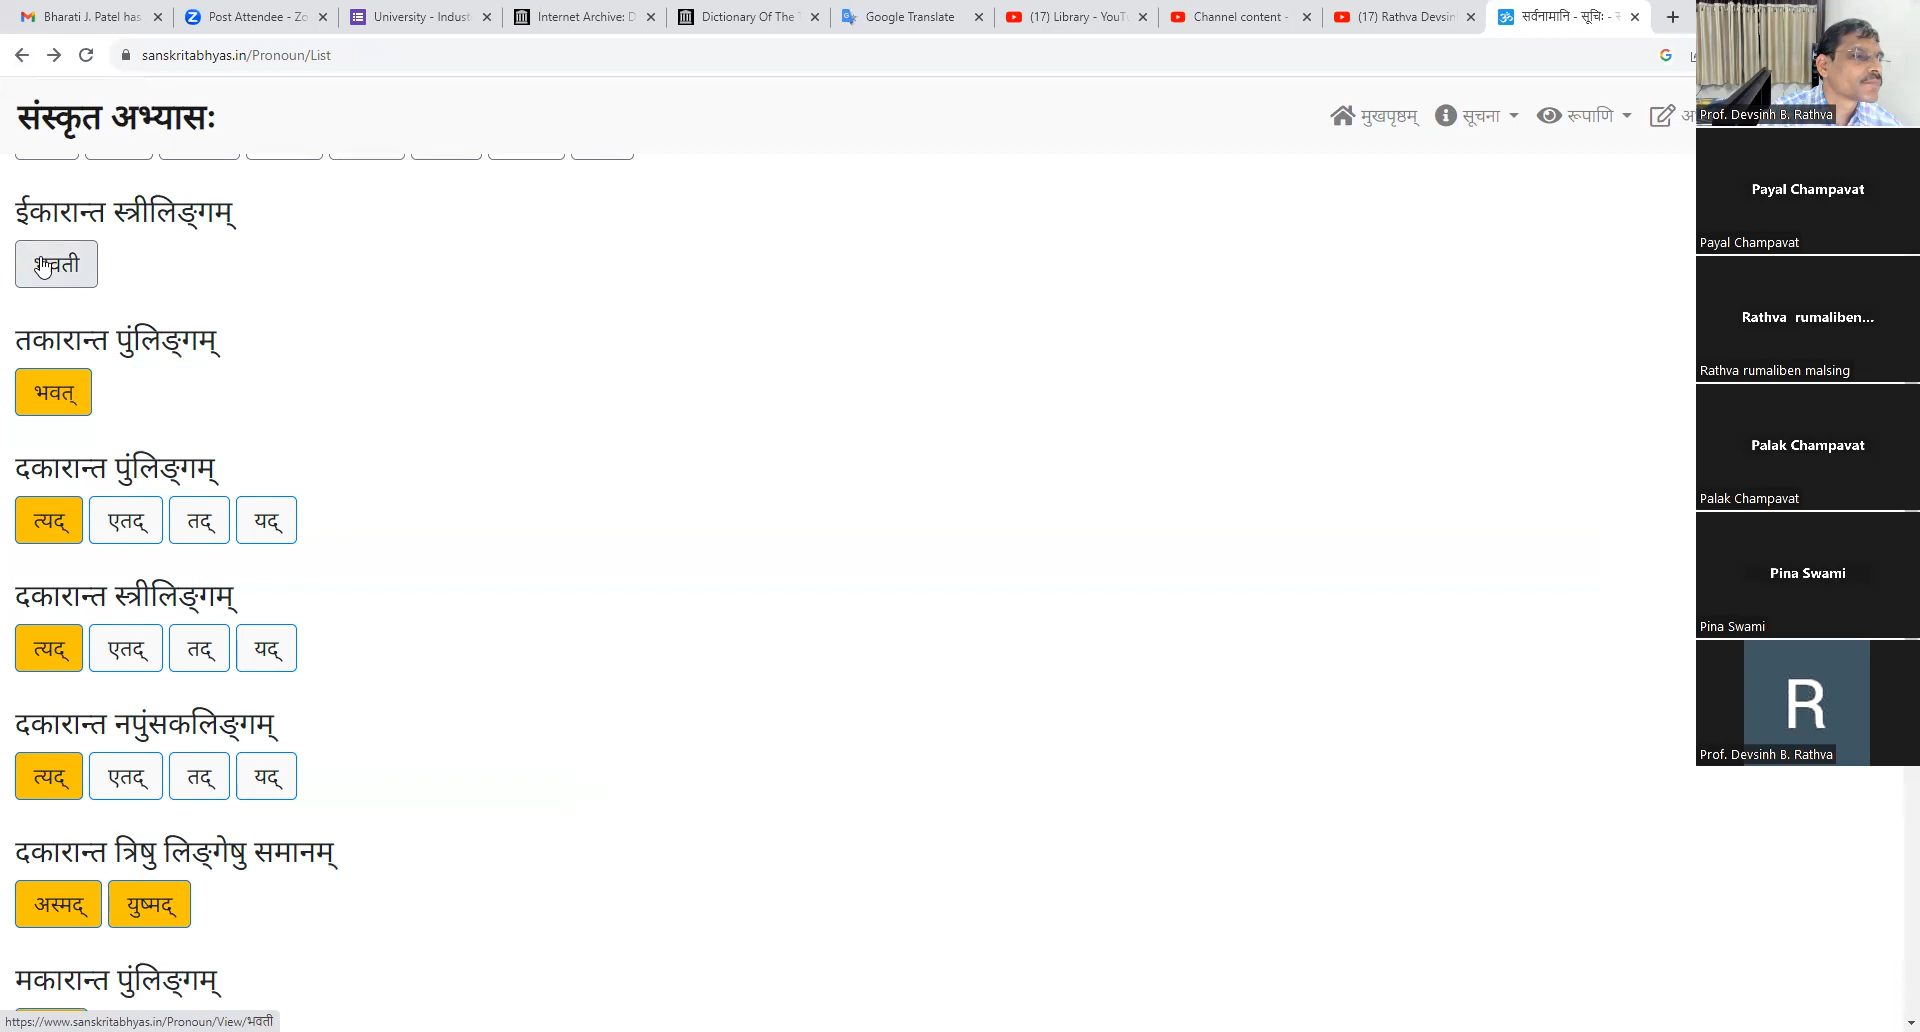 Bharati J. Patel has
Post Attendee - Zo
University - Indust
Internet Archive: D
Dictionary Of The
Google Translate
(17) Library - YouTu
Channel content -
(17) Rathva Devsin
सर्वनामानि - सूचिः -
sanskritabhyas.in/Pronoun/List
संस्कृत अभ्यासः
मुखपृष्ठम्
सूचना
रूपाणि
ईकारान्त स्त्रीलिङ्गम्
भवती
तकारान्त पुंलिङ्गम्
भवत्
दकारान्त पुंलिङ्गम्
त्यद् एतद् तद् यद्
दकारान्त स्त्रीलिङ्गम्
त्यद् एतद् तद् यद्
दकारान्त नपुंसकलिङ्गम्
त्यद् एतद् तद् यद्
दकारान्त त्रिषु लिङ्गेषु समानम्
अस्मद् युष्मद्
मकारान्त पुंलिङ्गम्
https://www.sanskritabhyas.in/Pronoun/View/भवती
Prof. Devsinh B. Rathva
Payal Champavat
Payal Champavat
Rathva rumaliben...
Rathva rumaliben malsing
Palak Champavat
Palak Champavat
Pina Swami
Pina Swami
R
Prof. Devsinh B. Rathva